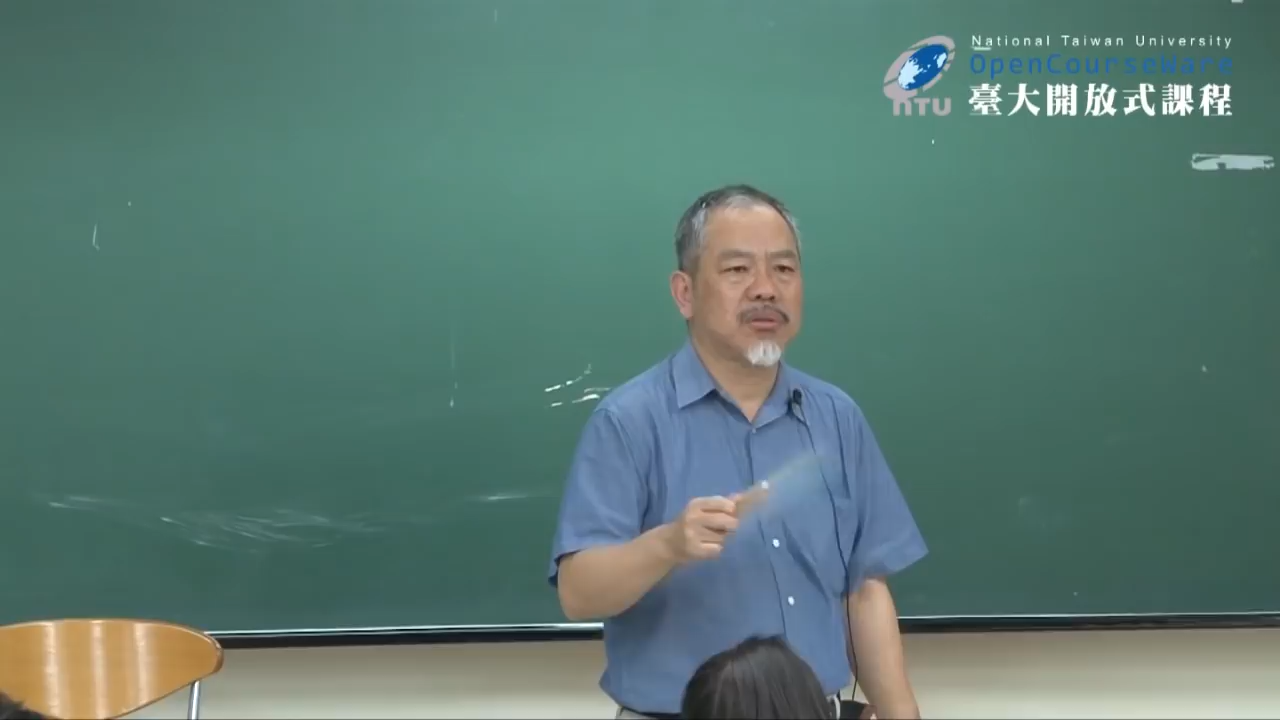 National Taiwan University
OpenCourseWare
NTU
臺大開放式課程